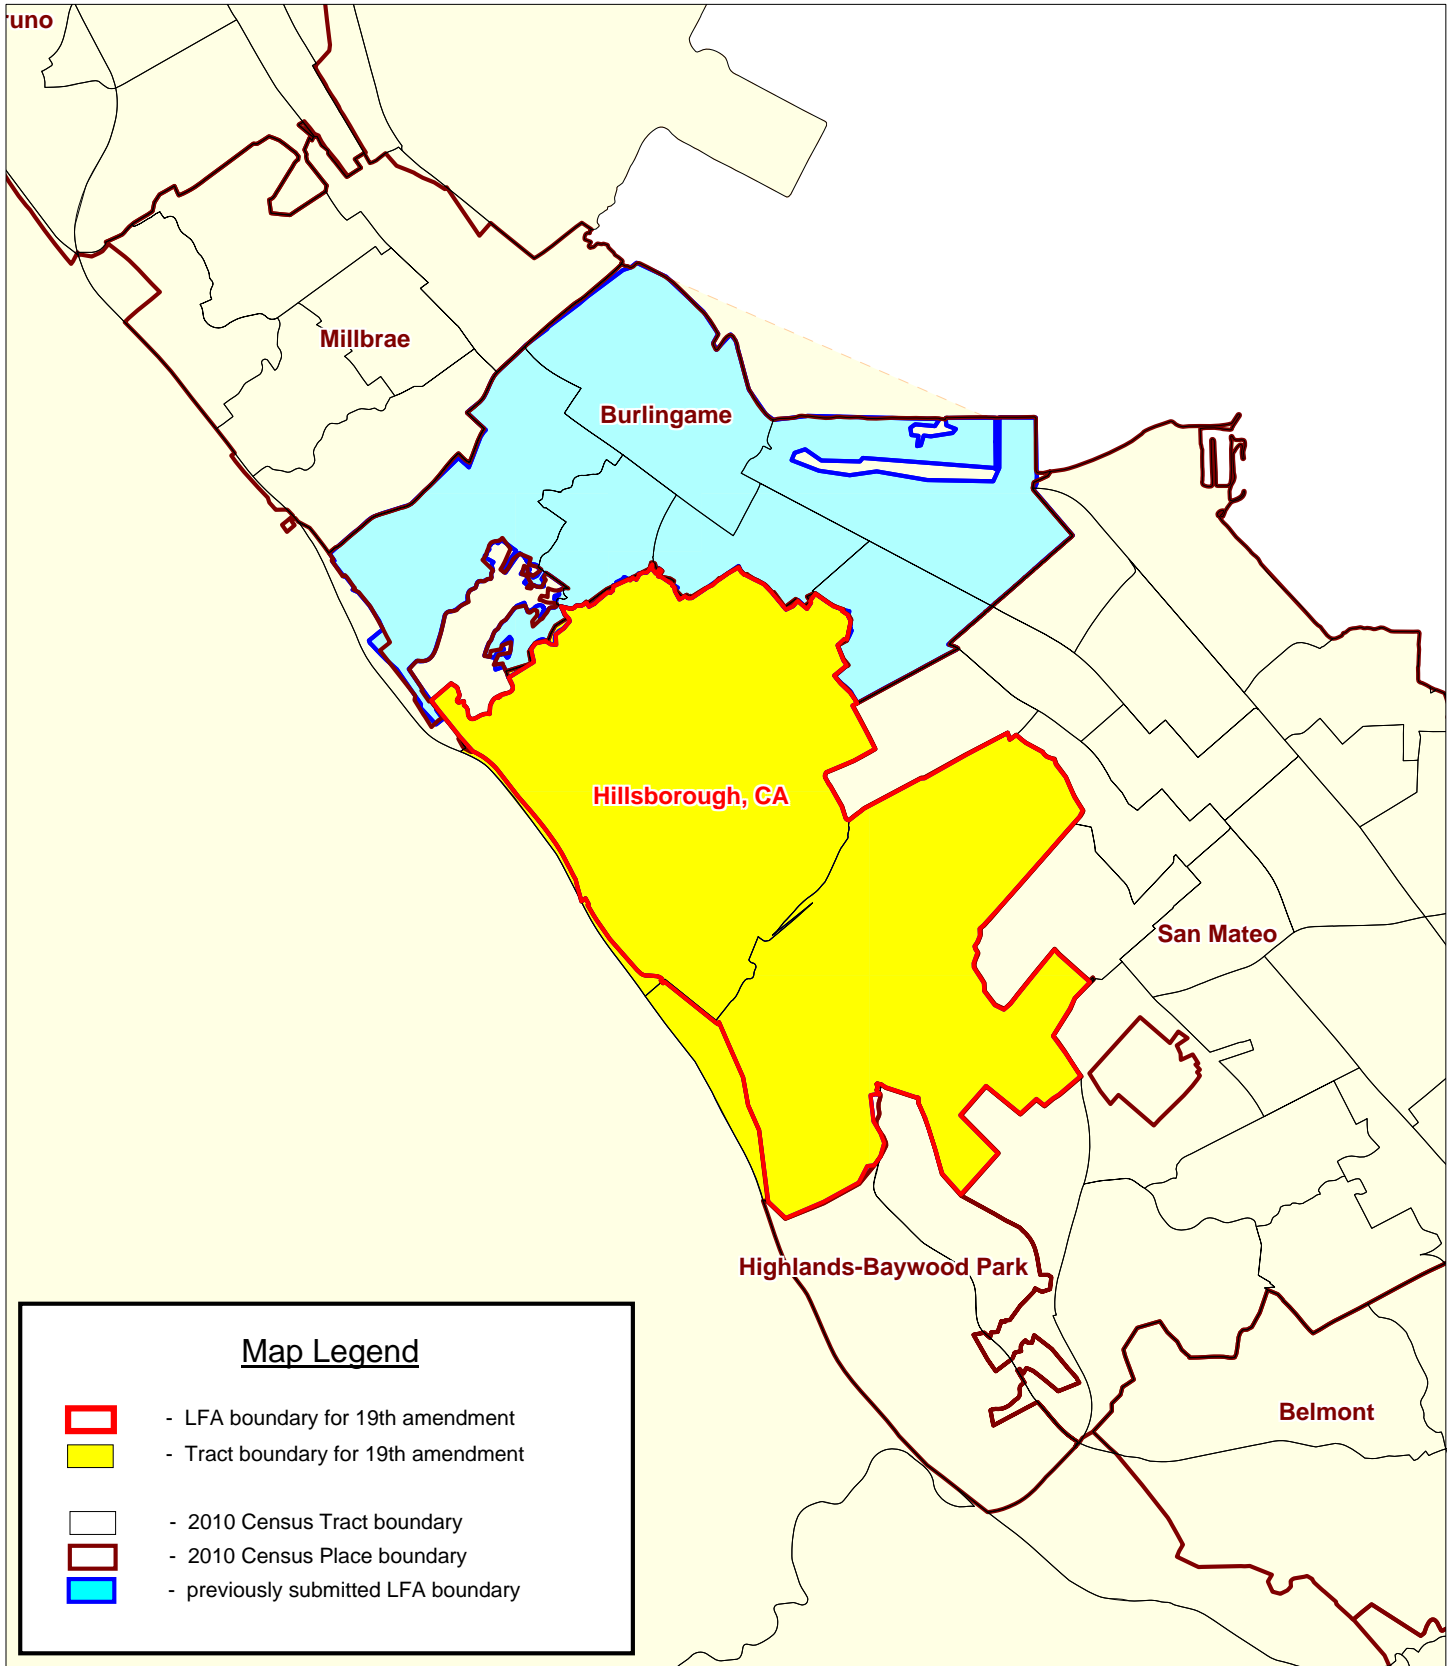 runo
Millbrae
Burlingame
Hillsborough, CA
San Mateo
Highlands-Baywood Park
Belmont
Map Legend
- LFA boundary for 19th amendment
- Tract boundary for 19th amendment
- 2010 Census Tract boundary
- 2010 Census Place boundary
- previously submitted LFA boundary